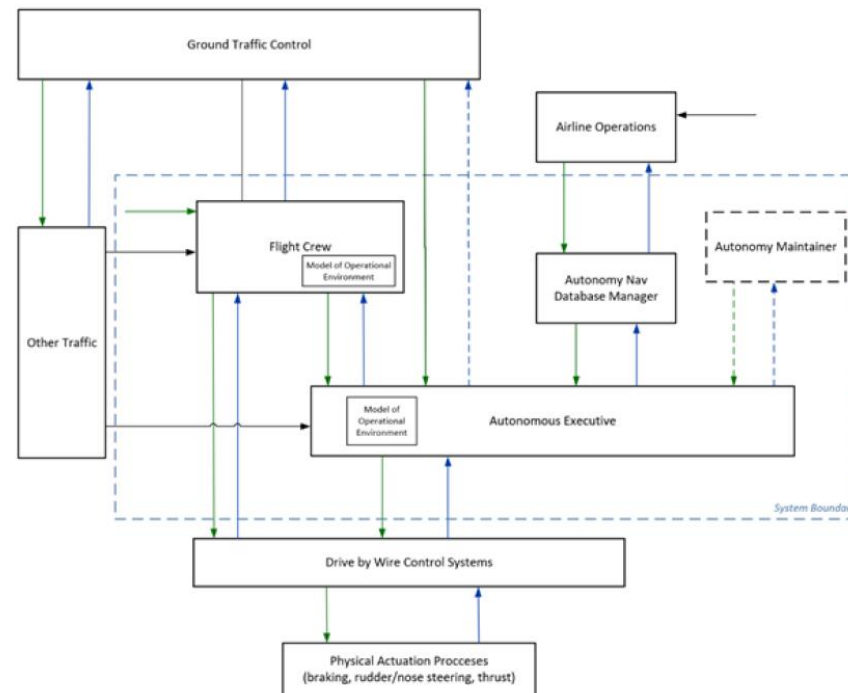 Ground Traffic Control
Airline Operations
Flight Crew
Model of Operational
Environment
Autonomy Maintainer
Autonomy Nav
Database Manager
Other Traffic
Model of
Operational
Environment
Autonomous Executive
System Bounda
Drive by Wire Control Systems
Physical Actuation Procceses
(braking, rudder/nose steering, thrust)